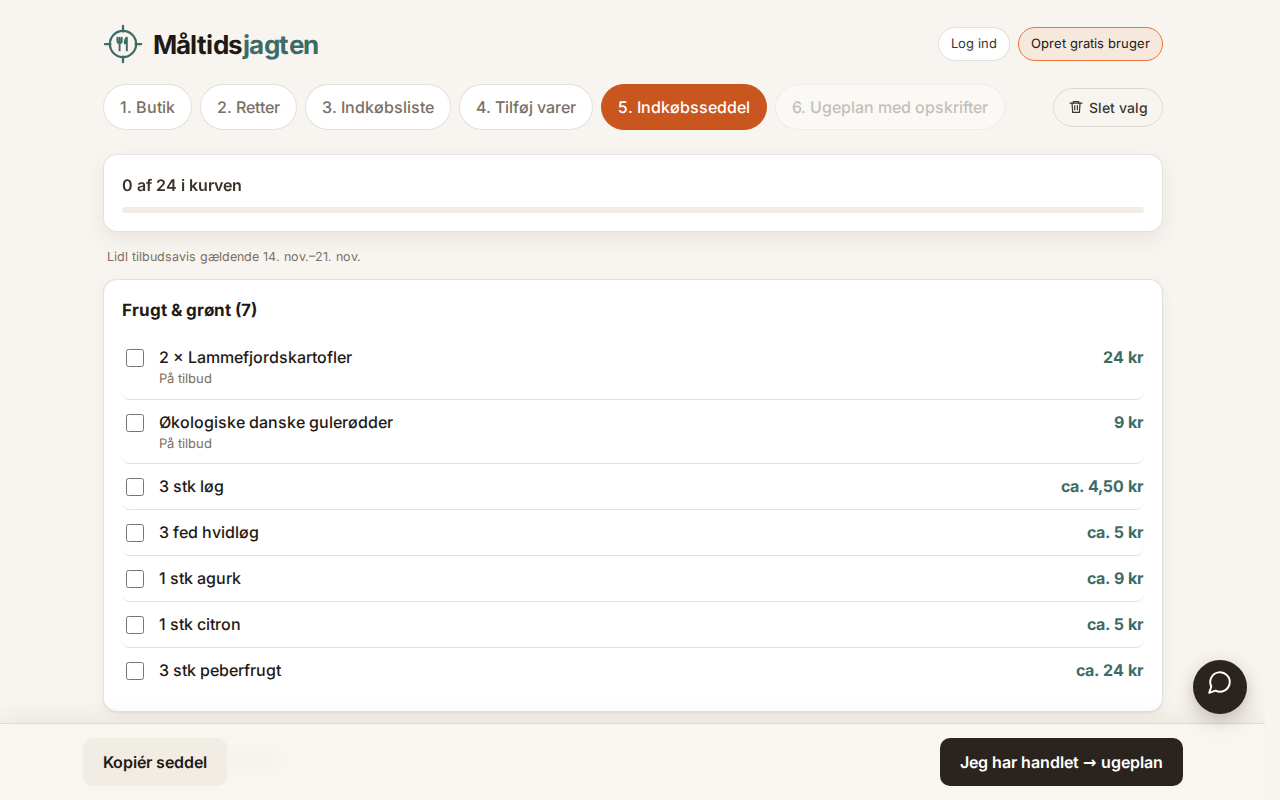 Måltidsjagten
Log ind
Opret gratis bruger
1. Butik
2. Retter
3. Indkøbsliste
4. Tilføj varer
5. Indkøbsseddel
6. Ugeplan med opskrifter
Slet valg
0 af 24 i kurven
Lidl tilbudsavis gældende 14. nov.–21. nov.
Frugt & grønt (7)
2 × Lammefjordskartofler
24 kr
På tilbud
Økologiske danske gulerødder
9 kr
På tilbud
3 stk løg
ca. 4,50 kr
3 fed hvidløg
ca. 5 kr
1 stk agurk
ca. 9 kr
1 stk citron
ca. 5 kr
3 stk peberfrugt
ca. 24 kr
Kopiér seddel
Jeg har handlet → ugeplan